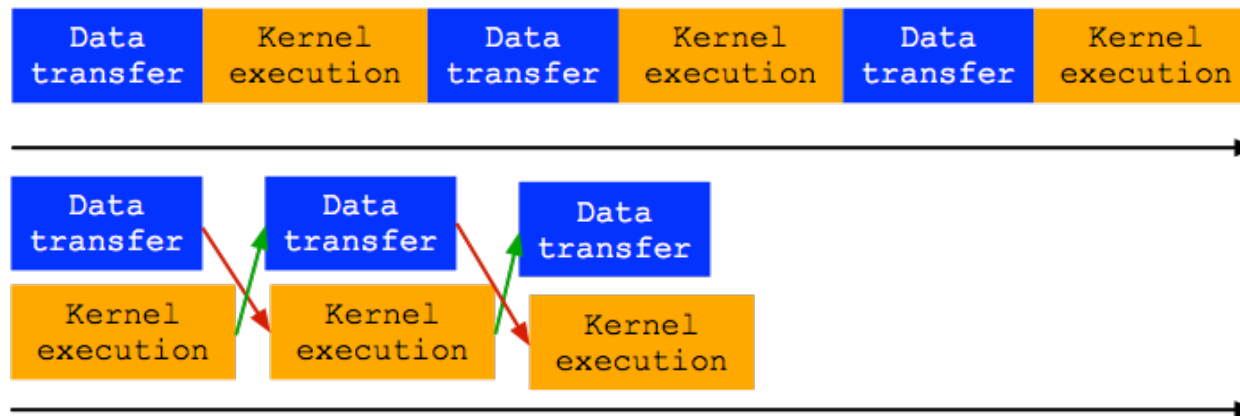 Data Kernel Data Kernel Data Kernel
transfer execution transfer execution transfer execution
Data
transfer
Data
transfer
Data
transfer
Kernel
execution
Kernel
execution
Kernel
execution